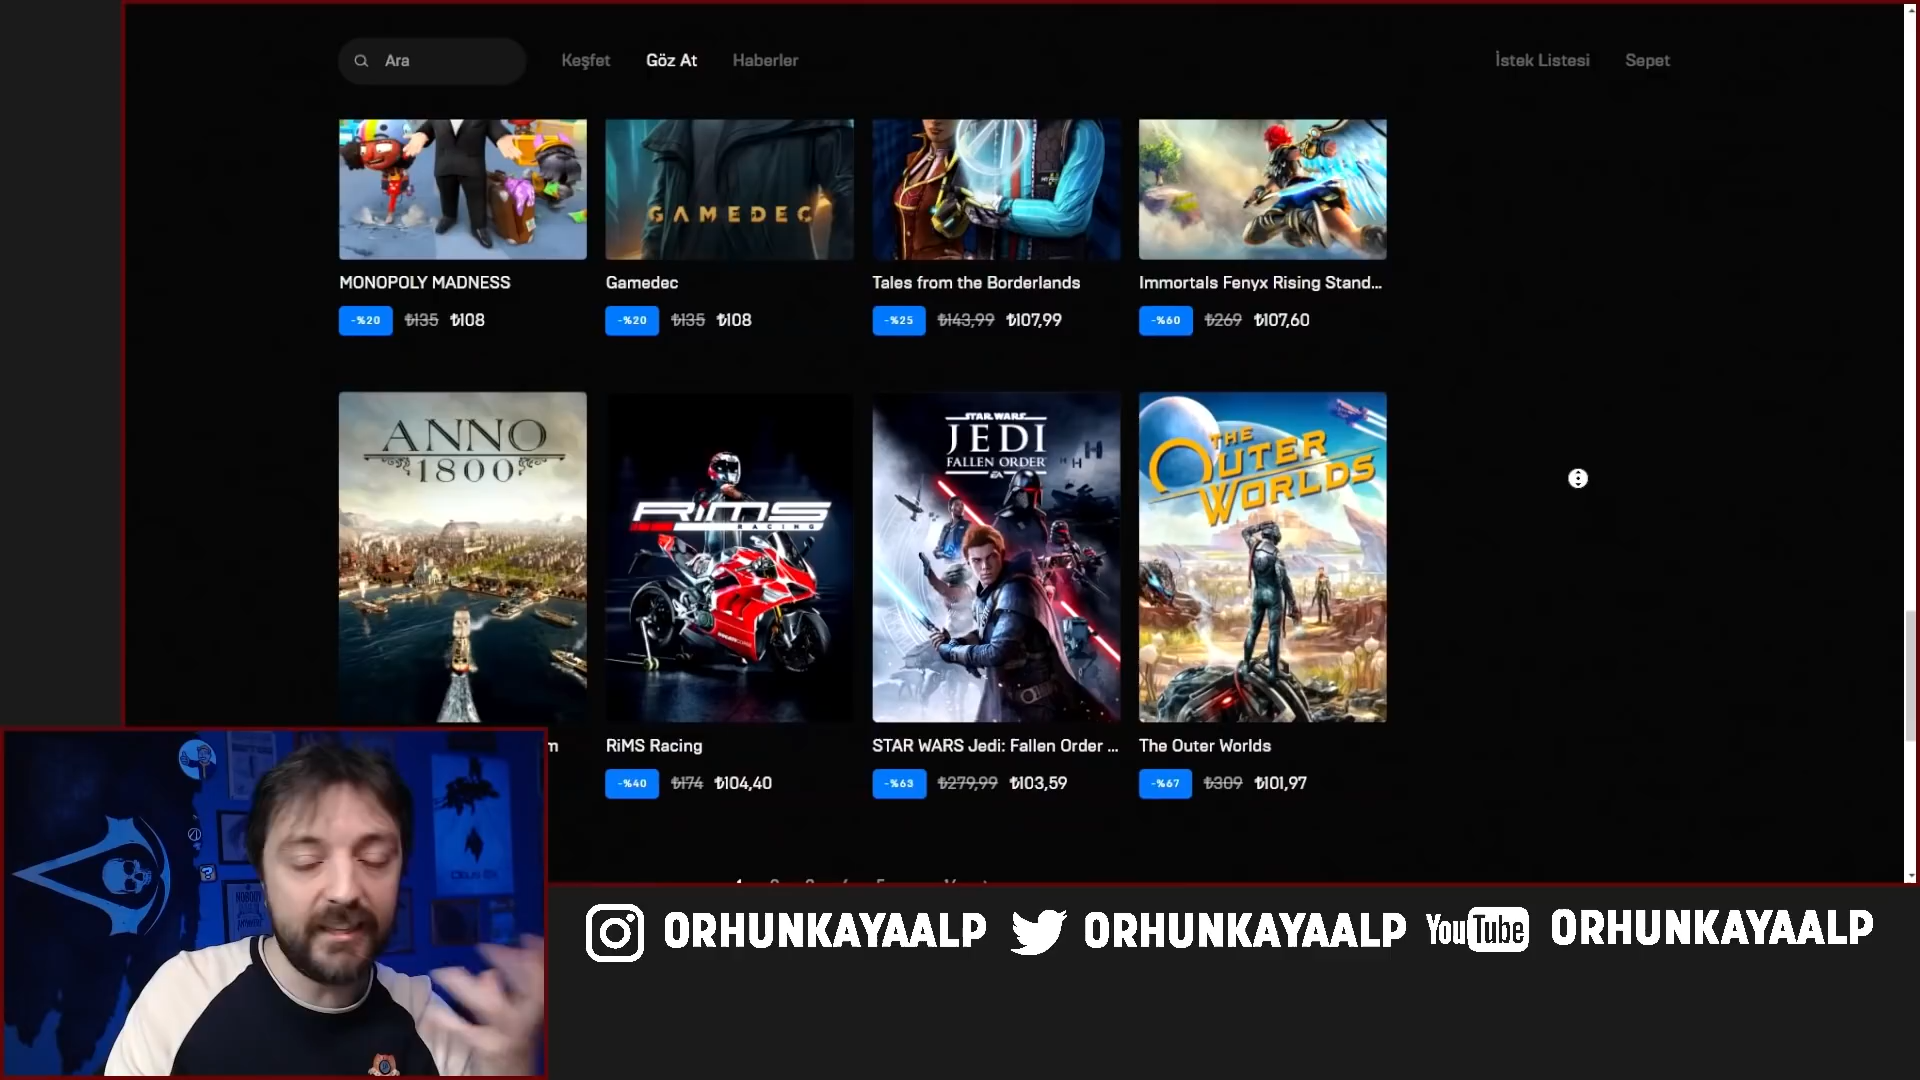 Ara
Keşfet
Göz At
Haberler
İstek Listesi
Sepet
GAMEDEC
MONOPOLY MADNESS
Gamedec
Tales from the Borderlands
Immortals Fenyx Rising Stand...
-%20 ₺135 ₺108
-%20 ₺135 ₺108
-%25 ₺143,99 ₺107,99
-%60 ₺269 ₺107,60
ANNO
1800
RiMS
RACING
STAR WARS
JEDI
FALLEN ORDER
EA
THE
OUTER
WORLDS
RiMS Racing
STAR WARS Jedi: Fallen Order ...
The Outer Worlds
-%40 ₺174 ₺104,40
-%63 ₺279,99 ₺103,59
-%67 ₺309 ₺101,97
NOBODY
ORHUNKAYAALP
ORHUNKAYAALP
YouTube ORHUNKAYAALP